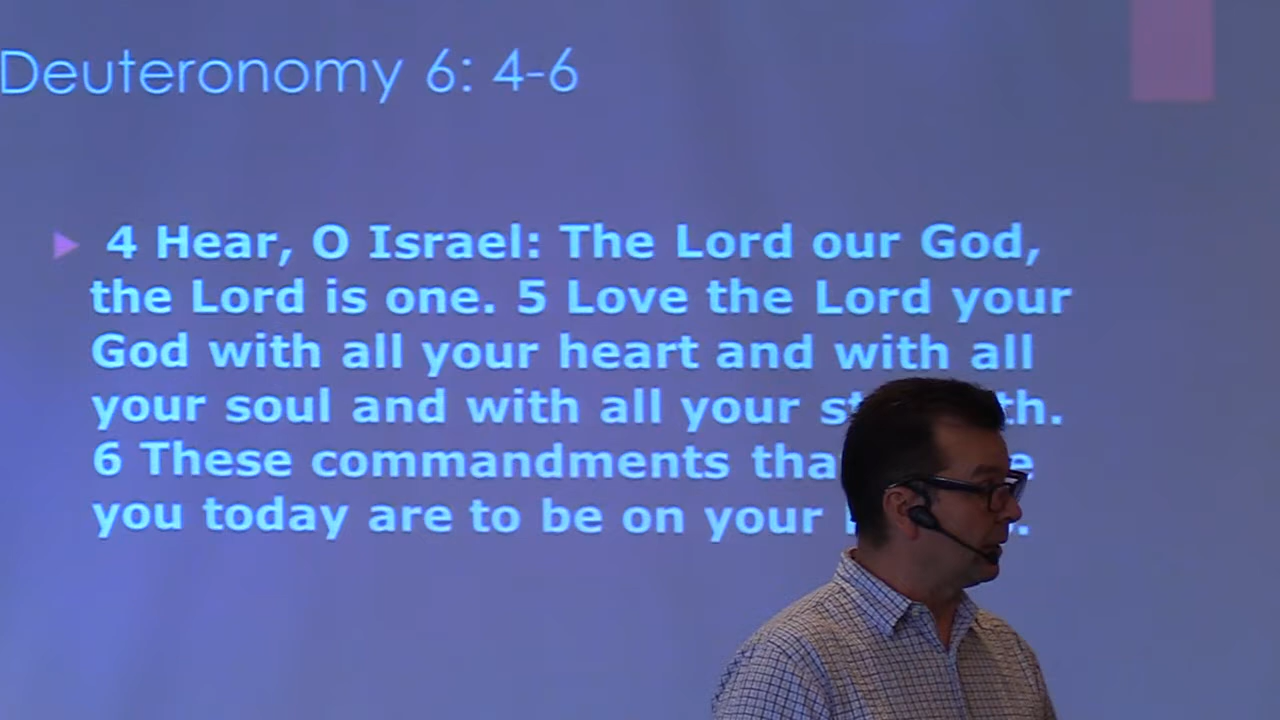 Deuteronomy 6: 4-6
4 Hear, O Israel: The Lord our God,
the Lord is one. 5 Love the Lord your
God with all your heart and with all
your soul and with all your
6 These commandments
you today are to be on your